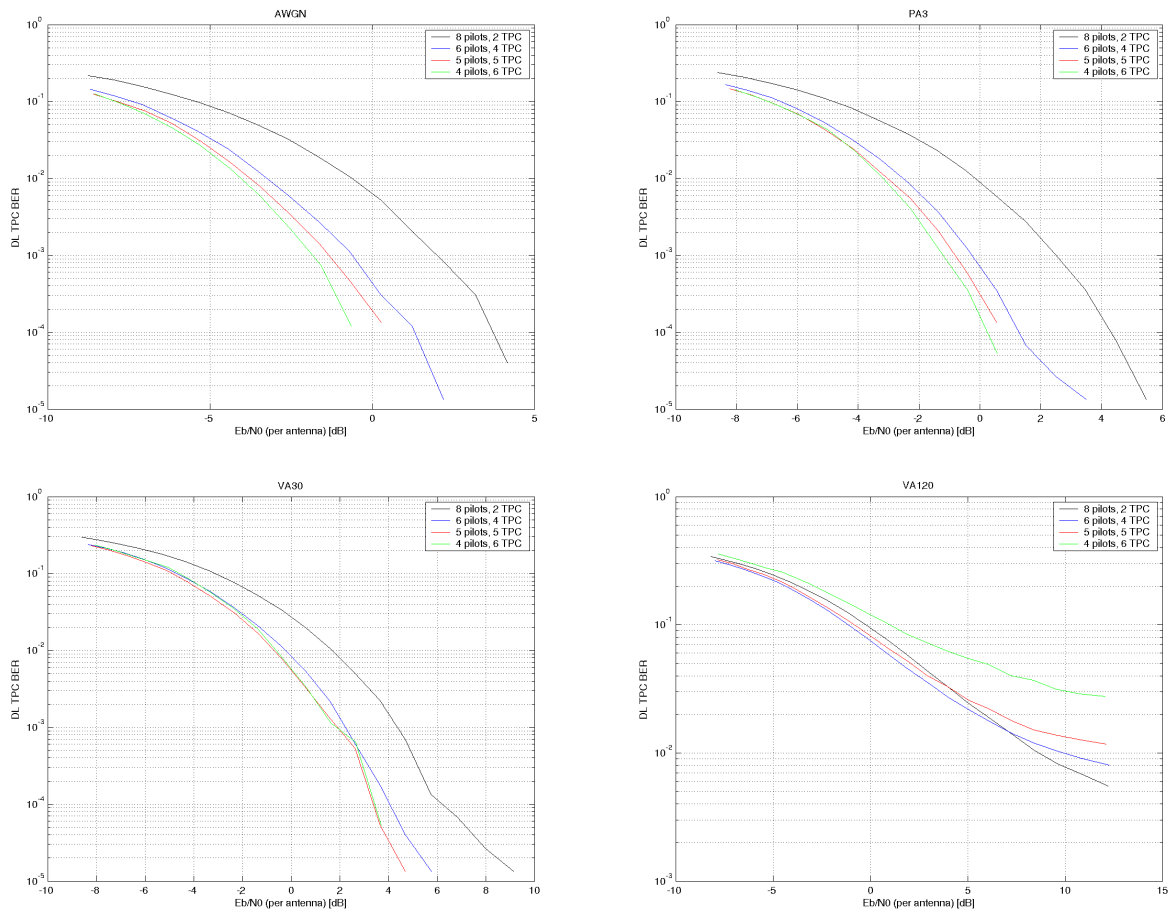 AWGN
8 pilots, 2 TPC
6 pilots, 4 TPC
5 pilots, 5 TPC
4 pilots, 6 TPC
DL TPC BER
10^0
10^-1
10^-2
10^-3
10^-4
10^-5
-10 -5 0 5
Eb/N0 (per antenna) [dB]
PA3
8 pilots, 2 TPC
6 pilots, 4 TPC
5 pilots, 5 TPC
4 pilots, 6 TPC
DL TPC BER
10^0
10^-1
10^-2
10^-3
10^-4
10^-5
-10 -8 -6 -4 -2 0 2 4 6
Eb/N0 (per antenna) [dB]
VA30
8 pilots, 2 TPC
6 pilots, 4 TPC
5 pilots, 5 TPC
4 pilots, 6 TPC
DL TPC BER
10^0
10^-1
10^-2
10^-3
10^-4
10^-5
-10 -8 -6 -4 -2 0 2 4 6 8 10
Eb/N0 (per antenna) [dB]
VA120
8 pilots, 2 TPC
6 pilots, 4 TPC
5 pilots, 5 TPC
4 pilots, 6 TPC
DL TPC BER
10^0
10^-1
10^-2
10^-3
-10 -5 0 5 10 15
Eb/N0 (per antenna) [dB]